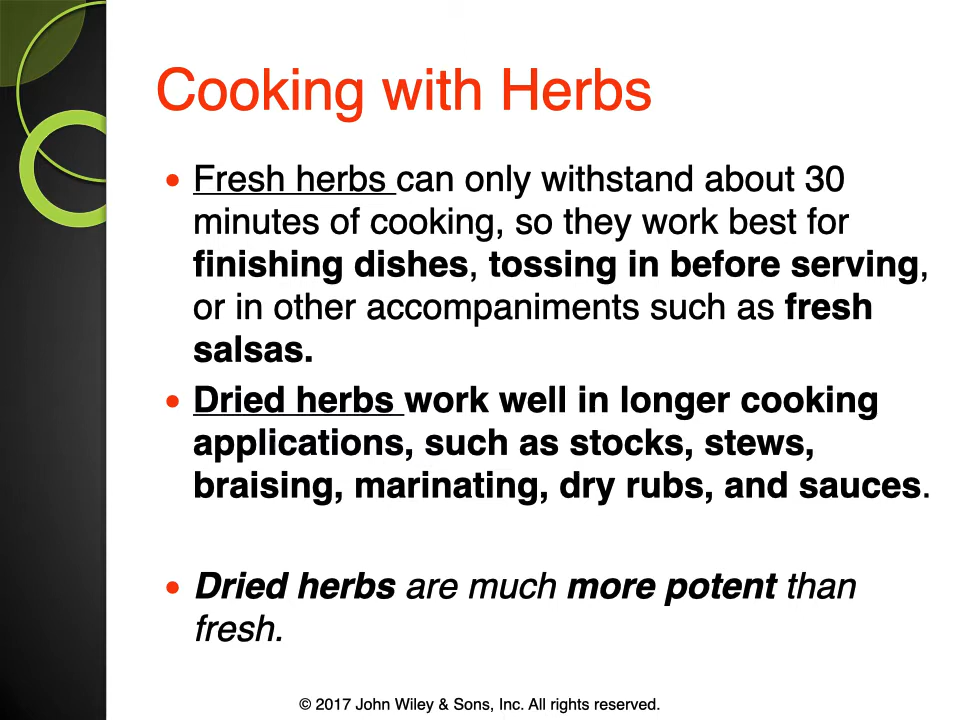 Cooking with Herbs
• Fresh herbs can only withstand about 30
minutes of cooking, so they work best for
finishing dishes, tossing in before serving,
or in other accompaniments such as fresh
salsas.
• Dried herbs work well in longer cooking
applications, such as stocks, stews,
braising, marinating, dry rubs, and sauces.
• Dried herbs are much more potent than
fresh.
© 2017 John Wiley & Sons, Inc. All rights reserved.